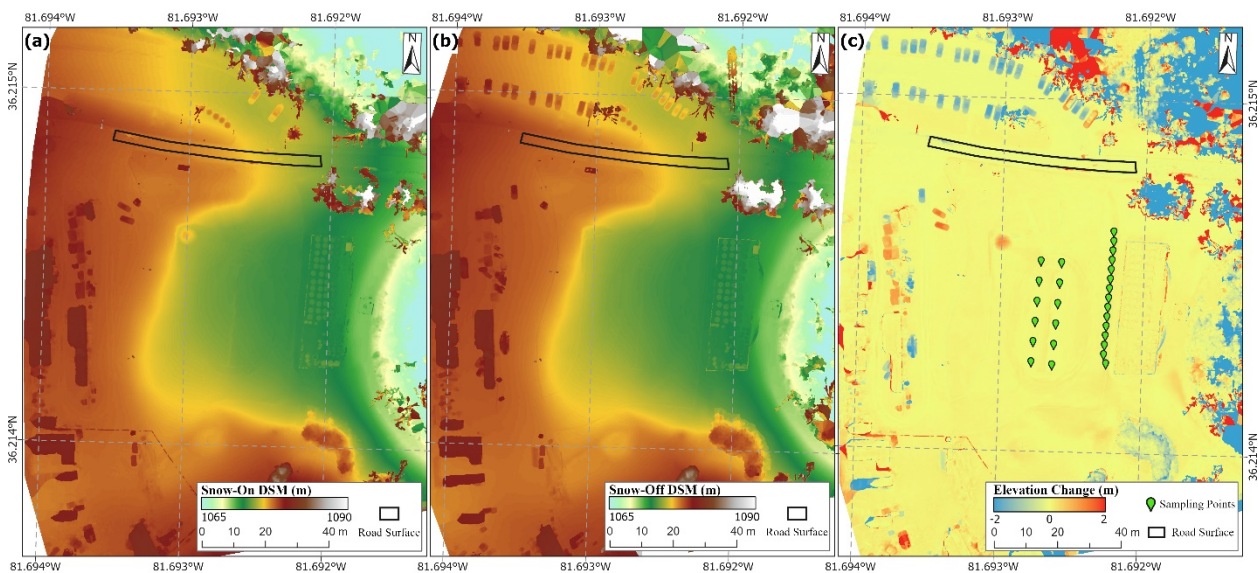 81.694°W 81.693°W 81.692°W 81.694°W 81.693°W 81.692°W 81.694°W 81.693°W 81.692°W
(a) N (b) N (c) N
36.215°N 36.215°N
36.214°N 36.214°N
Snow-On DSM (m)
1065 1090
0 10 20 40 m
Road Surface
Snow-Off DSM (m)
1065 1090
0 10 20 40 m
Road Surface
Elevation Change (m)
-2 0 2
0 10 20 40 m
Sampling Points
Road Surface
81.694°W 81.693°W 81.692°W 81.694°W 81.693°W 81.692°W 81.694°W 81.693°W 81.692°W